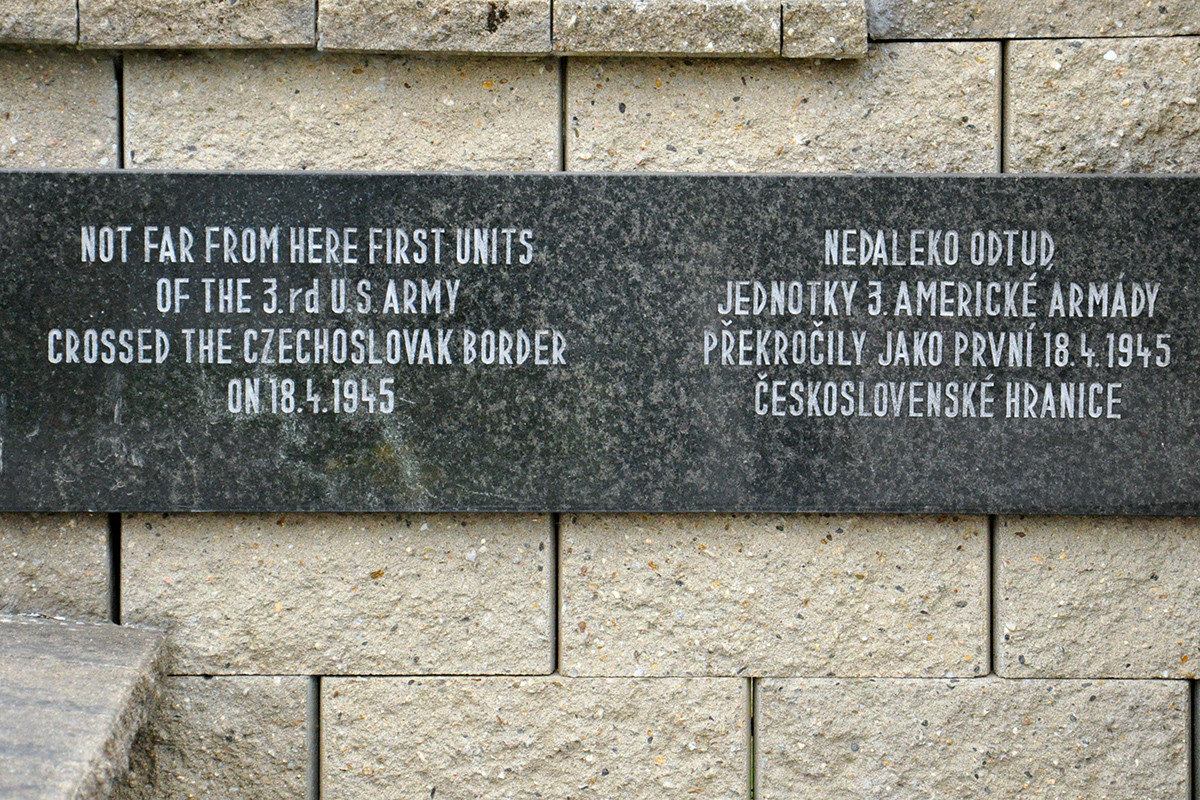 NOT FAR FROM HERE FIRST UNITS
OF THE 3.rd U.S. ARMY
CROSSED THE CZECHOSLOVAK BORDER
ON 18.4.1945
NEDALEKO ODTUD
JEDNOTKY 3. AMERICKÉ ARMÁDY
PŘEKROČILY JAKO PRVNÍ 18.4.1945
ČESKOSLOVENSKÉ HRANICE